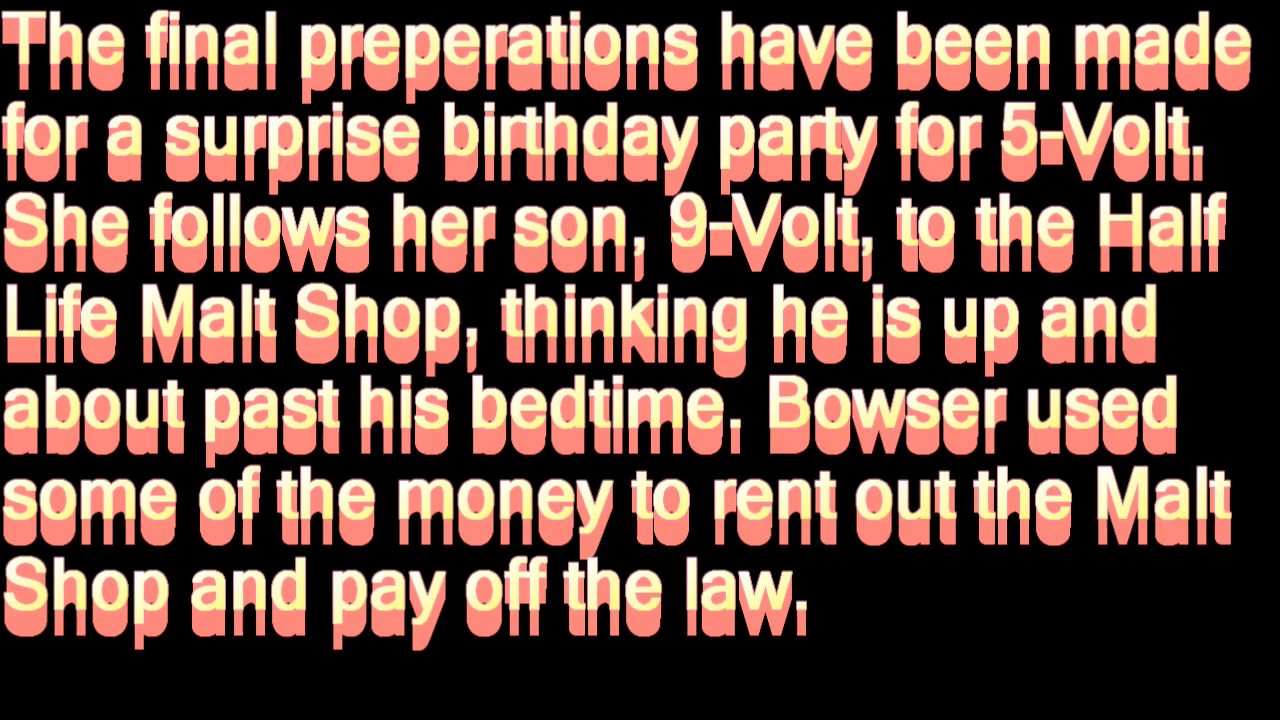 The final preperations have been made
for a surprise birthday party for 5-Volt.
She follows her son, 9-Volt, to the Half
Life Malt Shop, thinking he is up and
about past his bedtime. Bowser used
some of the money to rent out the Malt
Shop and pay off the law.